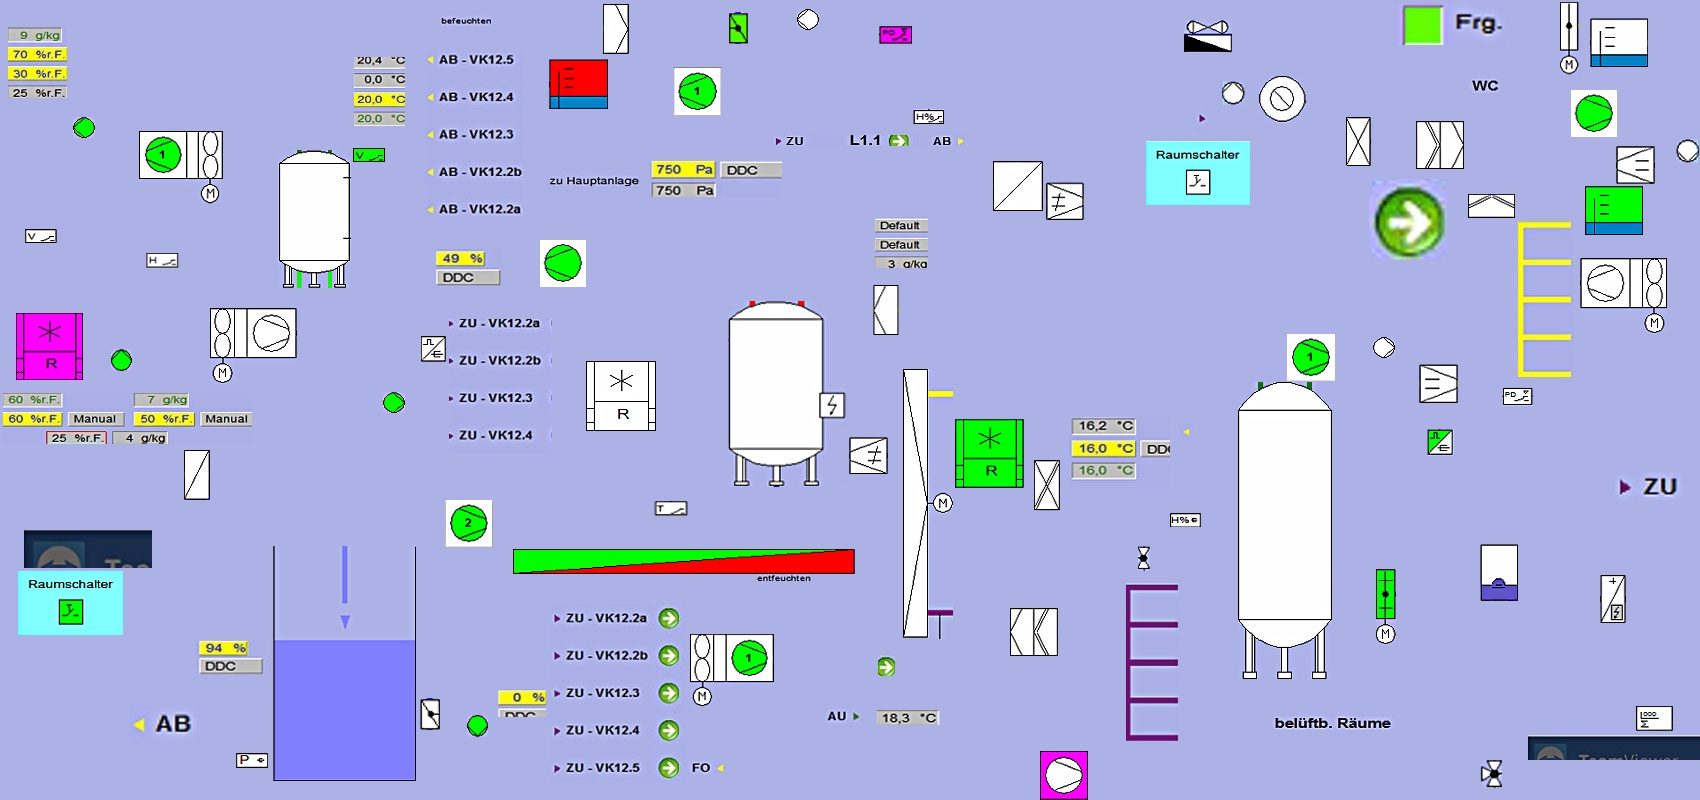 9 g/kg
70 %r.F.
30 %r.F.
25 %r.F.
befeuchten
20,4 °C
0,0 °C
20,0 °C
20,0 °C
AB - VK12.5
AB - VK12.4
AB - VK12.3
AB - VK12.2b
AB - VK12.2a
1
M
V
V
H
PD
1
H%
ZU
L1.1
AB
zu Hauptanlage
750 Pa
DDC
750 Pa
Frg.
M
WC
Raumschalter
Default
Default
3 g/kg
49 %
DDC
ZU - VK12.2a
ZU - VK12.2b
ZU - VK12.3
ZU - VK12.4
R
M
R
M
1
PD
60 %r.F.
7 g/kg
60 %r.F.
Manual
50 %r.F.
Manual
25 %r.F.
4 g/kg
R
16,2 °C
16,0 °C
16,0 °C
M
T
H%
ZU
2
entfeuchten
Raumschalter
94 %
DDC
AB
P
ZU - VK12.2a
ZU - VK12.2b
ZU - VK12.3
ZU - VK12.4
ZU - VK12.5
0 %
DDC
1
M
FO
AU
18,3 °C
M
belüftb. Räume
TeamViewer